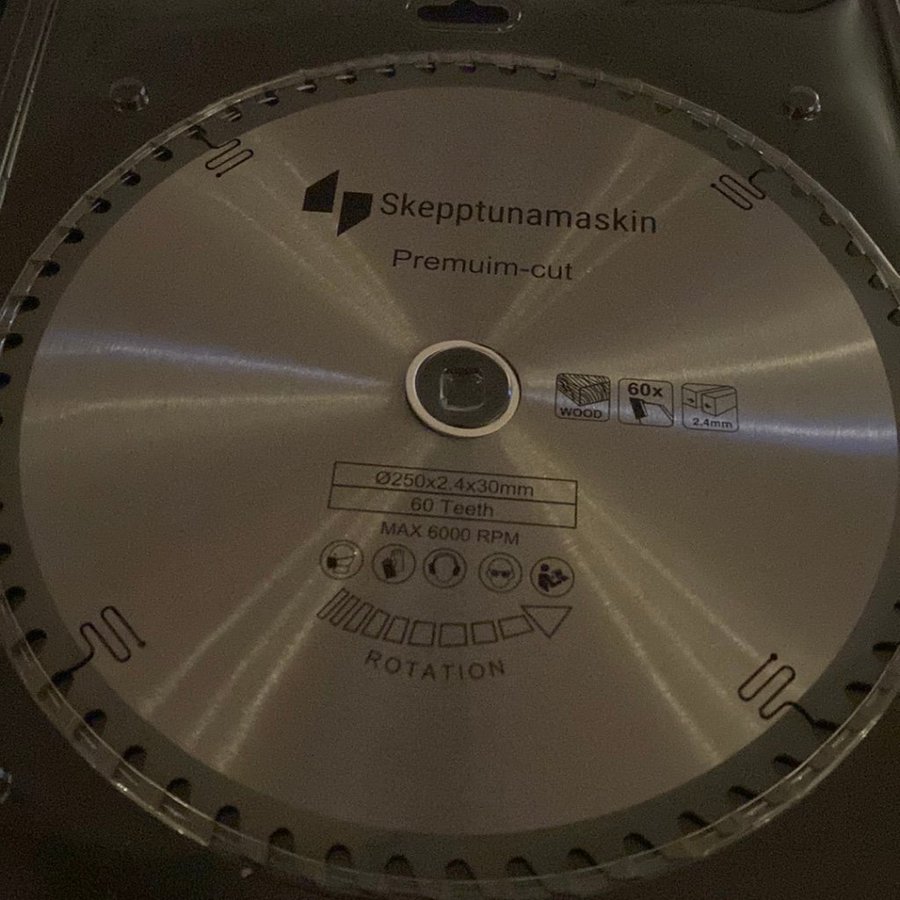 Skepptunamaskin
Premuim-cut
WOOD
60x
2.4mm
Ø250x2.4x30mm
60 Teeth
MAX 6000 RPM
ROTATION